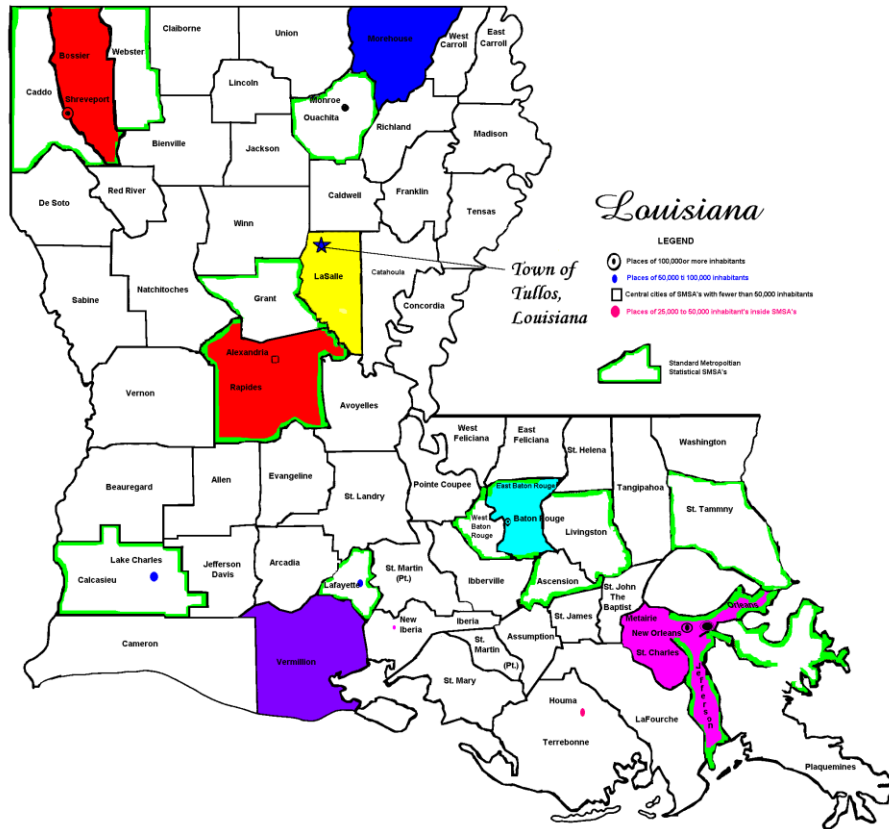 Claiborne
Union
Morehouse
West
Carroll
East
Carroll
Bossier
Webster
Caddo
Shreveport
Lincoln
Monroe
Ouachita
Richland
Madison
Bienville
Jackson
De Soto
Red River
Winn
Caldwell
Franklin
Tensas
Louisiana
LEGEND
Places of 100,000or more inhabitants
Places of 50,000 ti 100,000 inhabitants
Central cities of SMSA's with fewer than 50,000 inhabitants
Places of 25,000 to 50,000 inhabitant's inside SMSA's
Standard Metropoitian
Statistical SMSA's
Town of
Tullos,
Louisiana
LaSalle
Catahoula
Concordia
Sabine
Natchitoches
Grant
Alexandria
Rapides
Vernon
Avoyelles
West
Feliciana
East
Feliciana
St. Helena
Washington
Beauregard
Allen
Evangeline
St. Landry
Pointe Coupee
East Baton Rouge
West
Baton
Rouge
Baton Rouge
Livingston
Tangipahoa
St. Tammny
Lake Charles
Calcasieu
Jefferson
Davis
Arcadia
Lafayette
St. Martin
(Pt.)
Ibberville
Ascension
St. John
The
Baptist
Cameron
Vermillion
New
Iberia
Iberia
St.
Martin
(Pt.)
Assumption
St. James
St. Mary
Metairie
New Orleans
Orleans
St. Charles
Jefferson
Houma
Terrebonne
LaFourche
Plaquemines